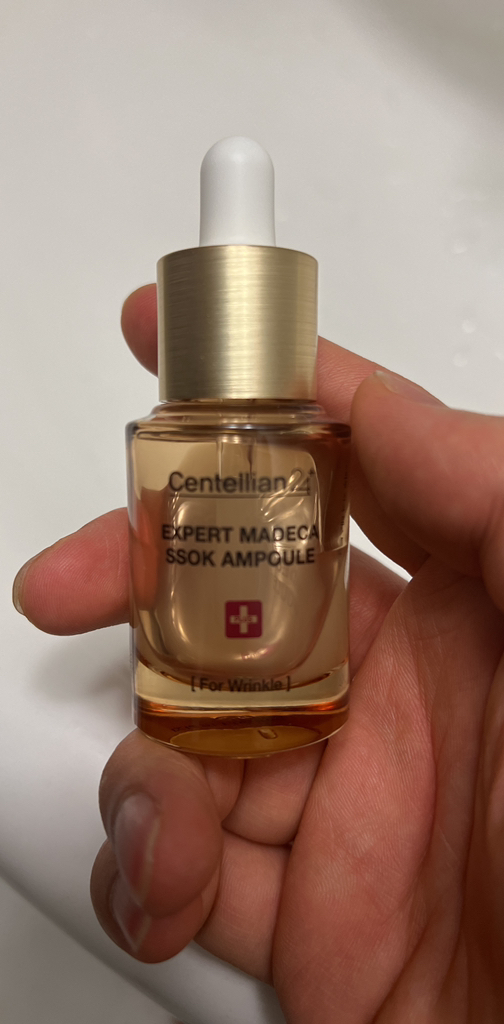 Centellian24
EXPERT MADECA
SSOK AMPOULE
[ For Wrinkle ]